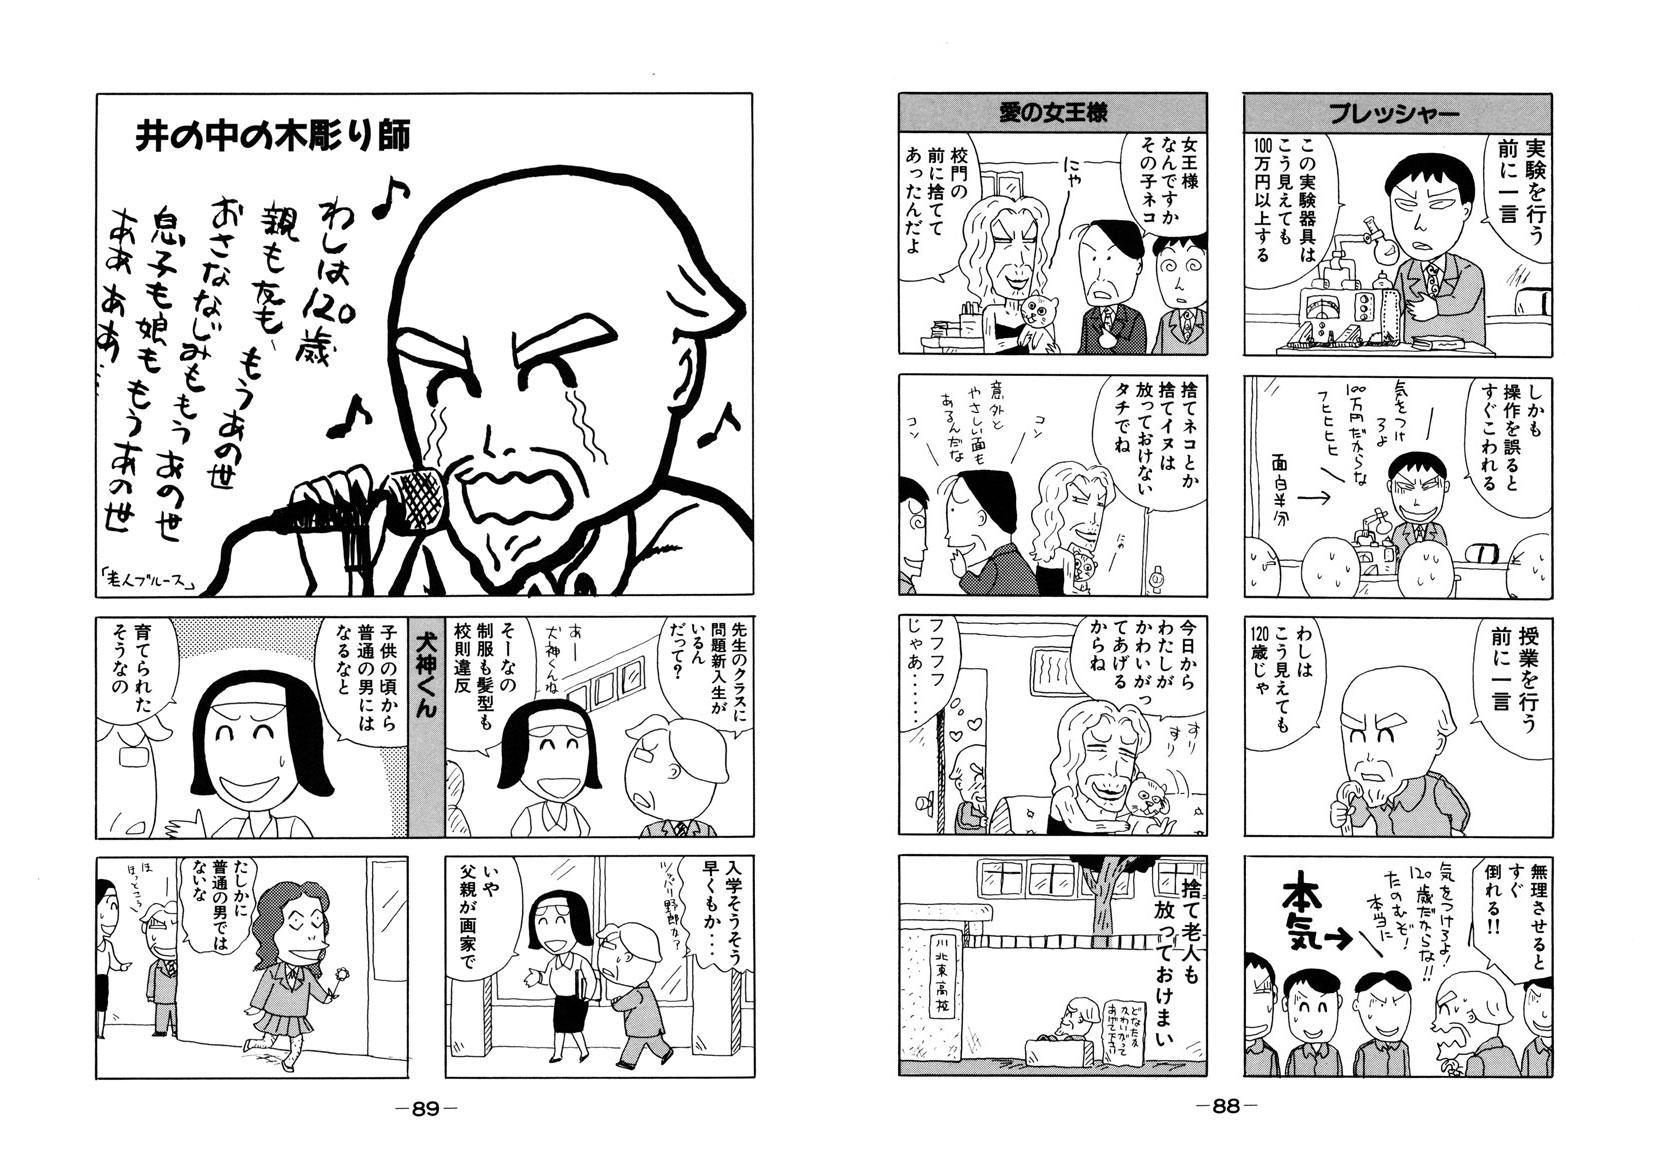 プレッシャー
実験を行う
前に一言
この実験器具は
こう見えても
100万円以上する
しかも
操作を誤ると
すぐこわれる
気をつけ
ろよ
100万円だからな
フヒヒヒヒ
面白半分
授業を行う
前に一言
わしは
こう見えても
120歳じゃ
無理させると
すぐ
倒れる!!
気をつけろよ!
120歳だからな!!
たのむぞ!
本当に
本気
愛の女王様
女王様
なんですか
その子ネコ
にゃ
校門の
前に捨てて
あったんだよ
捨てネコとか
捨てイヌは
放っておけない
タチでね
にゃ
コン
意外と
やさしい面も
あるんだな
コン
今日から
わたしが
かわいがっ
てあげる
からね
すり
すり
フフフフ
じゃあ……
捨て老人も
放っておけまい
川北東高校
どなたか
かわいがって
あげて下さい
—88—
井の中の木彫り師
わしは120歳
親も友も、もうあの世
おさななじみももうあの世
息子も娘ももうあの世
ああ ああ……
「老人ブルース」
犬神くん
先生のクラスに
問題新入生が
いるん
だって?
あー
犬神くんね
そーなの
制服も髪型も
校則違反
子供の頃から
普通の男には
なるなと
育てられた
そうなの
入学そうそう
早くもか…
ツッパリ野郎か?
いや
父親が画家で
たしかに
普通の男では
ないな
ほ
ほっところ
—89—